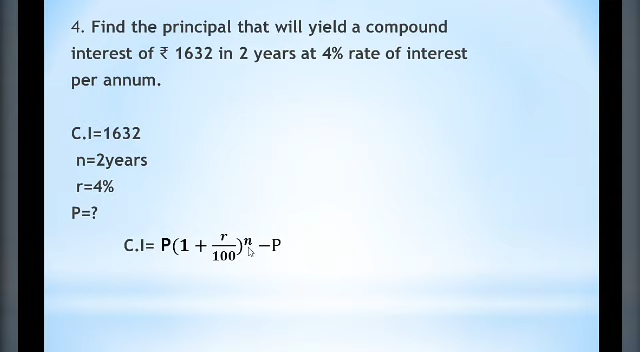 4. Find the principal that will yield a compound
interest of ₹ 1632 in 2 years at 4% rate of interest
per annum.
C.I=1632
n=2years
r=4%
P=?
C.I= P(1 + r/100)ⁿ –P